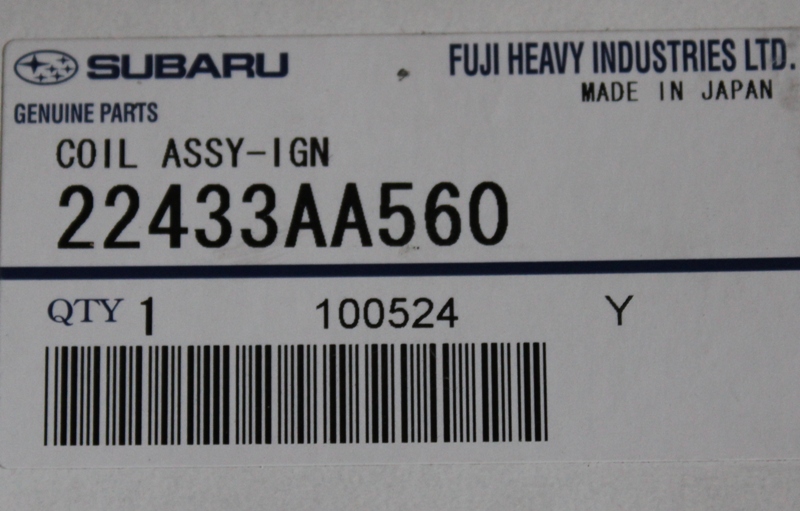 SUBARU FUJI HEAVY INDUSTRIES LTD.
MADE IN JAPAN
GENUINE PARTS
COIL ASSY-IGN
22433AA560
QTY 1 100524 Y